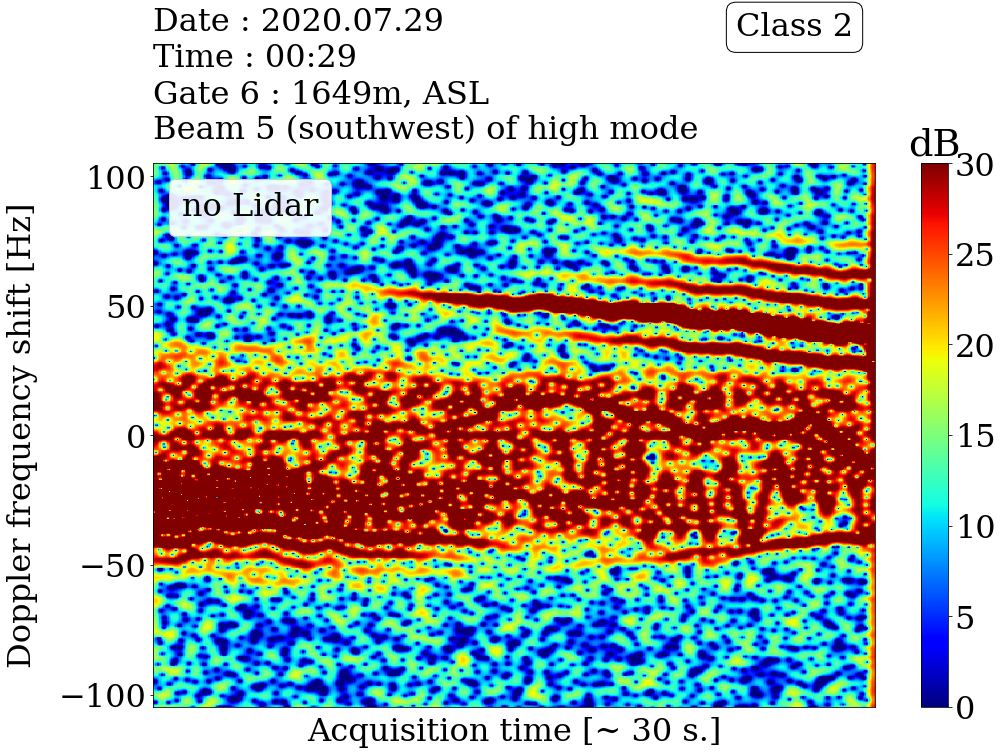 Date : 2020.07.29
Time : 00:29
Gate 6 : 1649m, ASL
Beam 5 (southwest) of high mode
Class 2
dB
no Lidar
Doppler frequency shift [Hz]
100
50
0
−50
−100
Acquisition time [~ 30 s.]
30
25
20
15
10
5
0